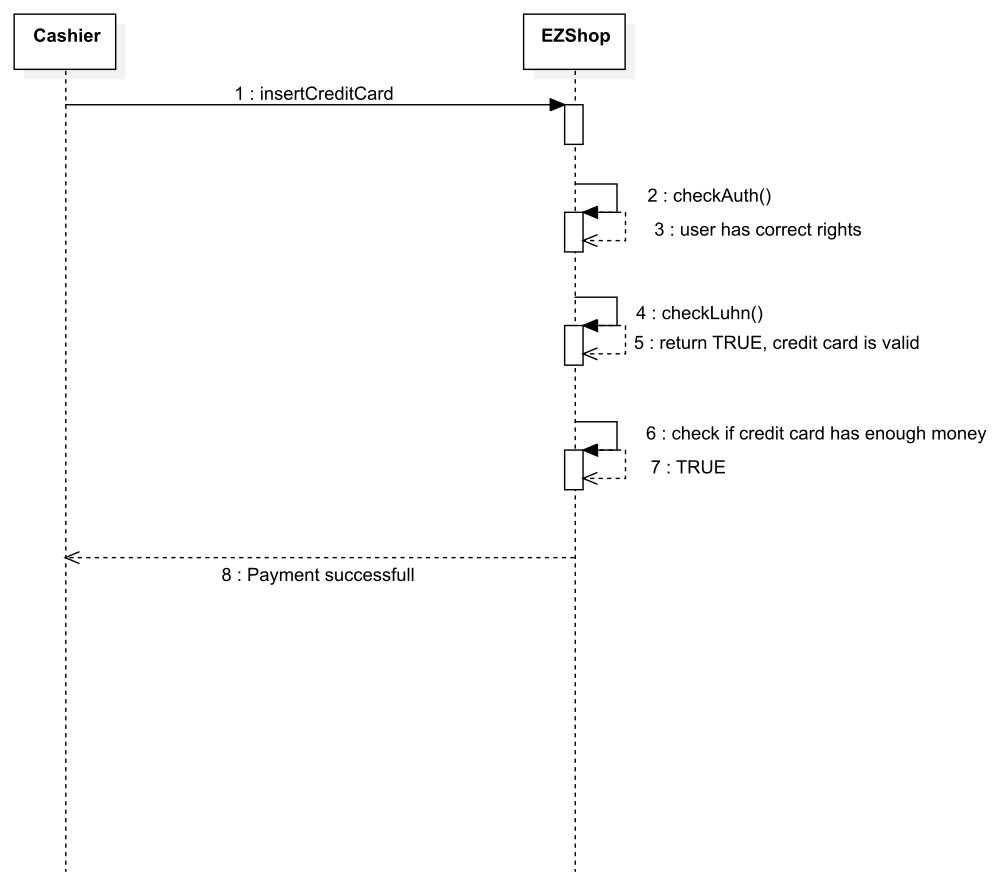 Cashier
EZShop
1 : insertCreditCard
2 : checkAuth()
3 : user has correct rights
4 : checkLuhn()
5 : return TRUE, credit card is valid
6 : check if credit card has enough money
7 : TRUE
8 : Payment successfull